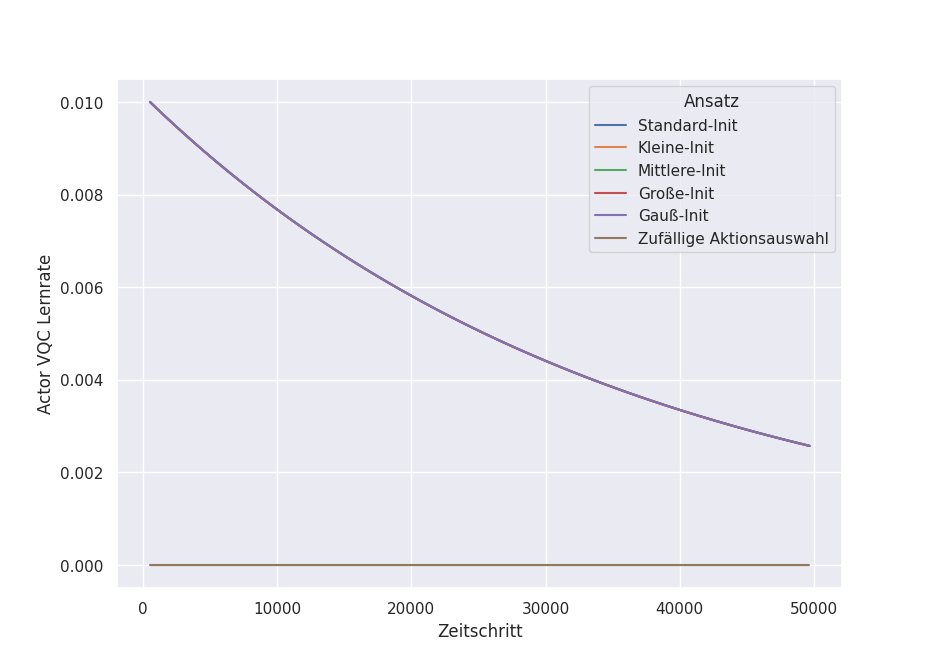 Ansatz
Standard-Init
Kleine-Init
Mittlere-Init
Große-Init
Gauß-Init
Zufällige Aktionsauswahl
Actor VQC Lernrate
0.010
0.008
0.006
0.004
0.002
0.000
0
10000
20000
30000
40000
50000
Zeitschritt